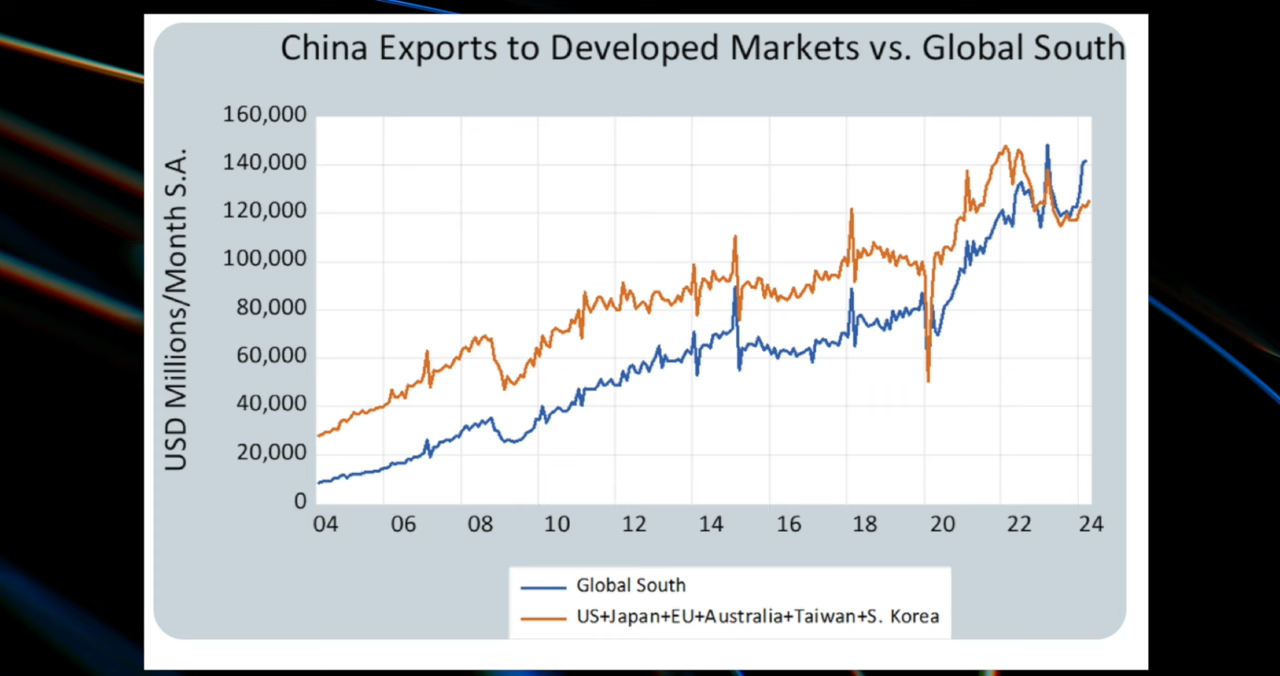 China Exports to Developed Markets vs. Global South
USD Millions/Month S.A.
160,000
140,000
120,000
100,000
80,000
60,000
40,000
20,000
0
04 06 08 10 12 14 16 18 20 22 24
Global South
US+Japan+EU+Australia+Taiwan+S. Korea